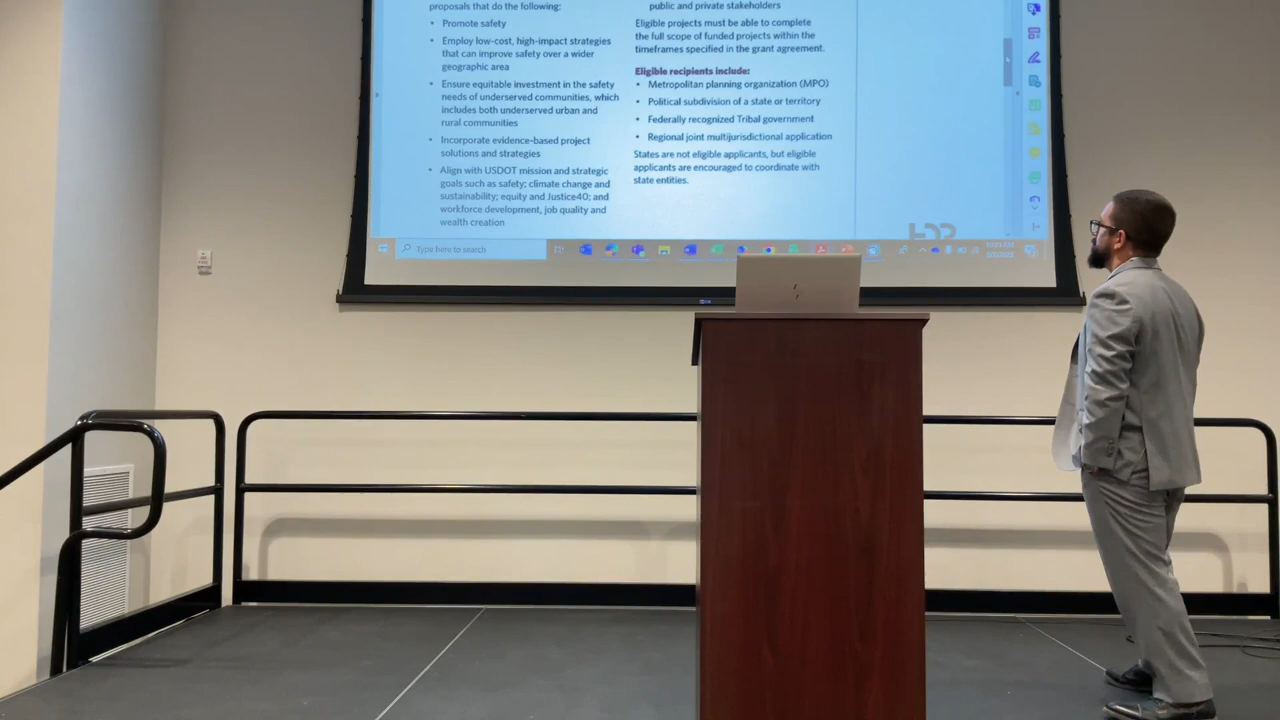 proposals that do the following:
• Promote safety
• Employ low-cost, high-impact strategies
that can improve safety over a wider
geographic area
• Ensure equitable investment in the safety
needs of underserved communities, which
includes both underserved urban and
rural communities
• Incorporate evidence-based project
solutions and strategies
• Align with USDOT mission and strategic
goals such as safety; climate change and
sustainability; equity and Justice40; and
workforce development, job quality and
wealth creation
public and private stakeholders
Eligible projects must be able to complete
the full scope of funded projects within the
timeframes specified in the grant agreement.
Eligible recipients include:
• Metropolitan planning organization (MPO)
• Political subdivision of a state or territory
• Federally recognized Tribal government
• Regional joint multijurisdictional application
States are not eligible applicants, but eligible
applicants are encouraged to coordinate with
state entities.
Type here to search